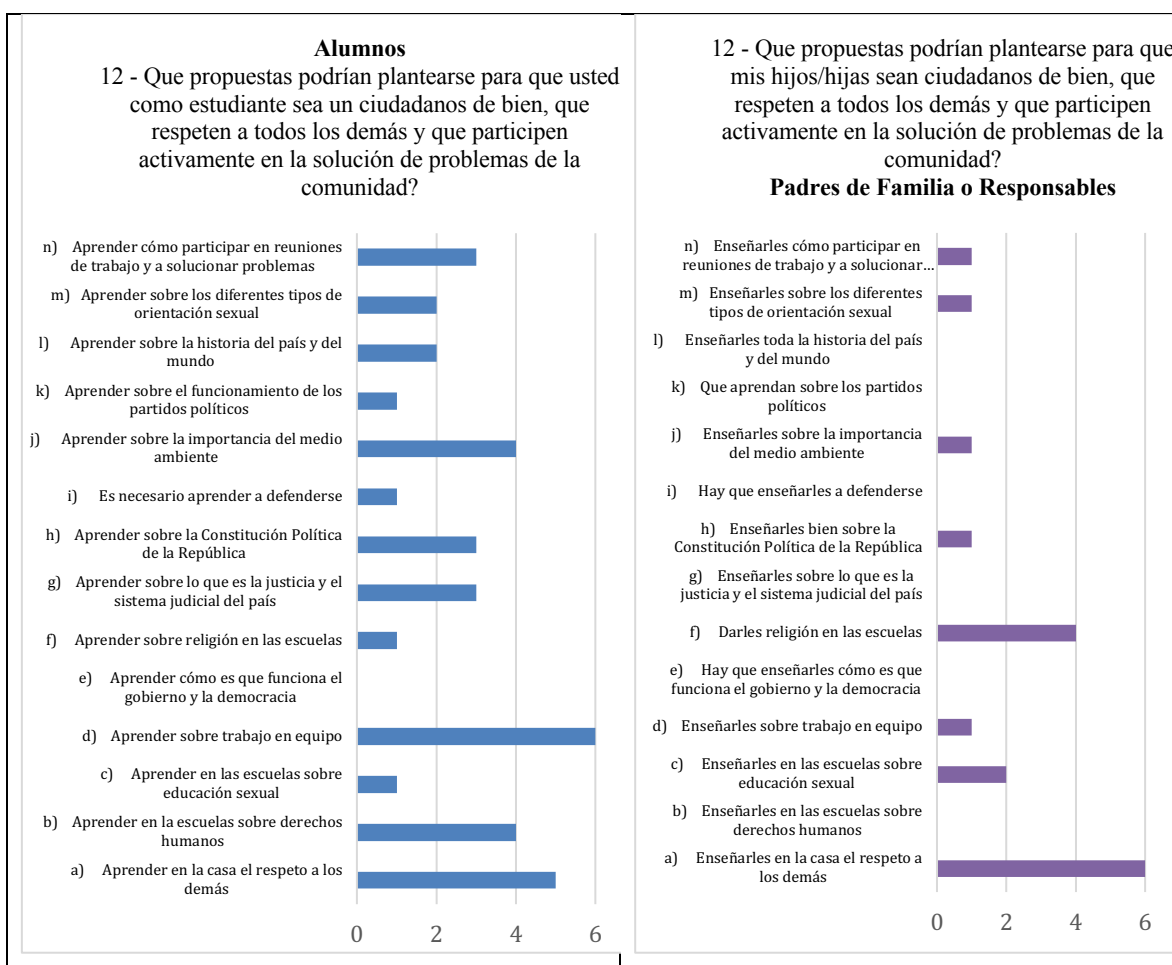 Alumnos
12 - Que propuestas podrían plantearse para que usted
como estudiante sea un ciudadanos de bien, que
respeten a todos los demás y que participen
activamente en la solución de problemas de la
comunidad?
n) Aprender cómo participar en reuniones
de trabajo y a solucionar problemas
m) Aprender sobre los diferentes tipos de
orientación sexual
l) Aprender sobre la historia del país y del
mundo
k) Aprender sobre el funcionamiento de los
partidos políticos
j) Aprender sobre la importancia del medio
ambiente
i) Es necesario aprender a defenderse
h) Aprender sobre la Constitución Política
de la República
g) Aprender sobre lo que es la justicia y el
sistema judicial del país
f) Aprender sobre religión en las escuelas
e) Aprender cómo es que funciona el
gobierno y la democracia
d) Aprender sobre trabajo en equipo
c) Aprender en las escuelas sobre
educación sexual
b) Aprender en la escuelas sobre derechos
humanos
a) Aprender en la casa el respeto a los
demás
0 2 4 6
12 - Que propuestas podrían plantearse para que
mis hijos/hijas sean ciudadanos de bien, que
respeten a todos los demás y que participen
activamente en la solución de problemas de la
comunidad?
Padres de Familia o Responsables
n) Enseñarles cómo participar en
reuniones de trabajo y a solucionar...
m) Enseñarles sobre los diferentes
tipos de orientación sexual
l) Enseñarles toda la historia del país
y del mundo
k) Que aprendan sobre los partidos
políticos
j) Enseñarles sobre la importancia
del medio ambiente
i) Hay que enseñarles a defenderse
h) Enseñarles bien sobre la
Constitución Política de la República
g) Enseñarles sobre lo que es la
justicia y el sistema judicial del país
f) Darles religión en las escuelas
e) Hay que enseñarles cómo es que
funciona el gobierno y la democracia
d) Enseñarles sobre trabajo en equipo
c) Enseñarles en las escuelas sobre
educación sexual
b) Enseñarles en las escuelas sobre
derechos humanos
a) Enseñarles en la casa el respeto a
los demás
0 2 4 6